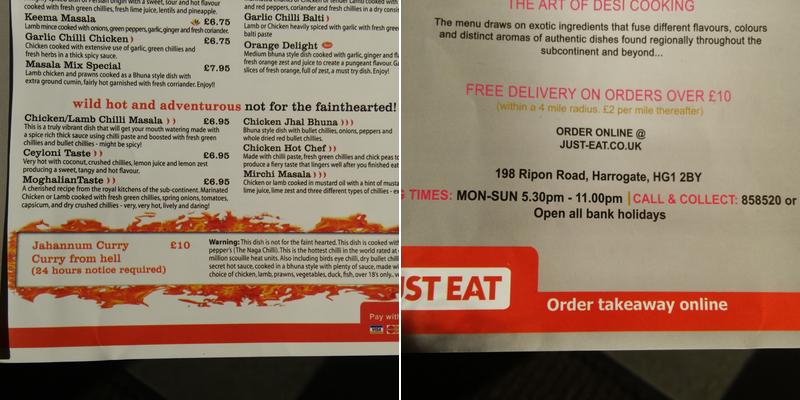 cooked with fresh green chillies, fresh lime juice, lentils and pineapple.
Keema Masala £6.75
Lamb mince cooked with onions, green peppers, garlic, ginger and fresh coriander.
Garlic Chilli Chicken £6.75
Chicken cooked with extensive use of garlic, green chillies and
fresh herbs in a thick spicy sauce.
Masala Mix Special £7.95
Lamb chicken and prawns cooked as a Bhuna style dish with
extra ground cumin, fairly hot garnished with fresh coriander. Enjoy!!
and red peppers, coriander and fresh chillies in a dry
Garlic Chilli Balti
Lamb or Chicken heavily spiced with garlic with fresh
balti paste
Orange Delight
Medium bhuna style dish cooked with garlic, ginger and
slices of fresh orange, full of zest, a must try dish. Enjoy!
wild hot and adventurous not for the fainthearted!
Chicken/Lamb Chilli Masala £6.95
This is a truly vibrant dish that will get your mouth watering made with
a spice rich thick sauce using chilli paste and boosted with fresh green
chillies and bullet chillies - might be spicy!
Ceyloni Taste £6.95
Very hot with coconut, crushed chillies, lemon juice and lemon zest
producing a sweet, tangy and hot flavour.
MoghalianTaste £6.95
A cherished recipe from the royal kitchens of the sub-continent. Marinated
Chicken or Lamb cooked with fresh green chillies, spring onions, tomatoes,
capsicum, and dry crushed chillies - very, very hot, lively and daring!
Chicken Jhal Bhuna
Bhuna style dish with bullet chillies, onions, peppers and
whole dried red bullet chillies.
Chicken Hot Chef
Made with chilli paste, fresh green chillies and chick peas to
produce a fiery taste that lingers well after you finished
Mirchi Masala
Chicken or lamb cooked in mustard oil with a hint of
lime juice, lime zest and three different types of chillies
Jahannum Curry £10
Curry from hell
(24 hours notice required)
Warning: This dish is not for the faint hearted. This dish is cooked
pepper's (The Naga Chilli). This is the hottest chilli in the world rated at
million scouille heat units. Also including birds eye chilli, dry bullet
secret hot sauce, cooked in a bhuna style with plenty of sauce, made
choice of chicken, lamb, prawns, vegetables, duck, fish, over 18's only.
Pay with
VISA
THE ART OF DESI COOKING
The menu draws on exotic ingredients that fuse different flavours, colours
and distinct aromas of authentic dishes found regionally throughout the
subcontinent and beyond...
FREE DELIVERY ON ORDERS OVER £10
(within a 4 mile radius. £2 per mile thereafter)
ORDER ONLINE @
JUST-EAT.CO.UK
198 Ripon Road, Harrogate, HG1 2BY
TIMES: MON-SUN 5.30pm - 11.00pm | CALL & COLLECT: 858520 or
Open all bank holidays
UST EAT
Order takeaway online